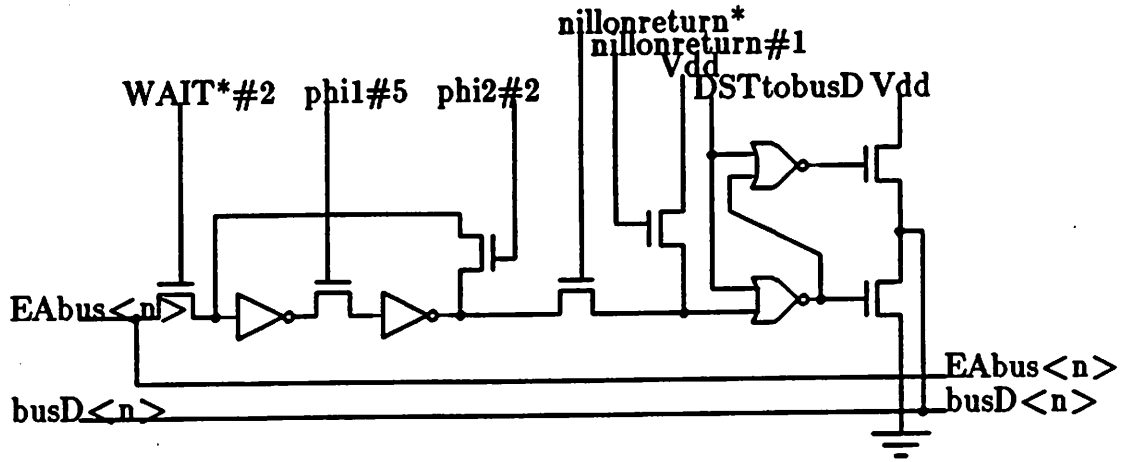 nillonreturn*
nillonreturn#1
Vdd
WAIT*#2 phi1#5 phi2#2 DSTtobusD Vdd
EAbus<n>
EAbus<n>
busD<n> busD<n>